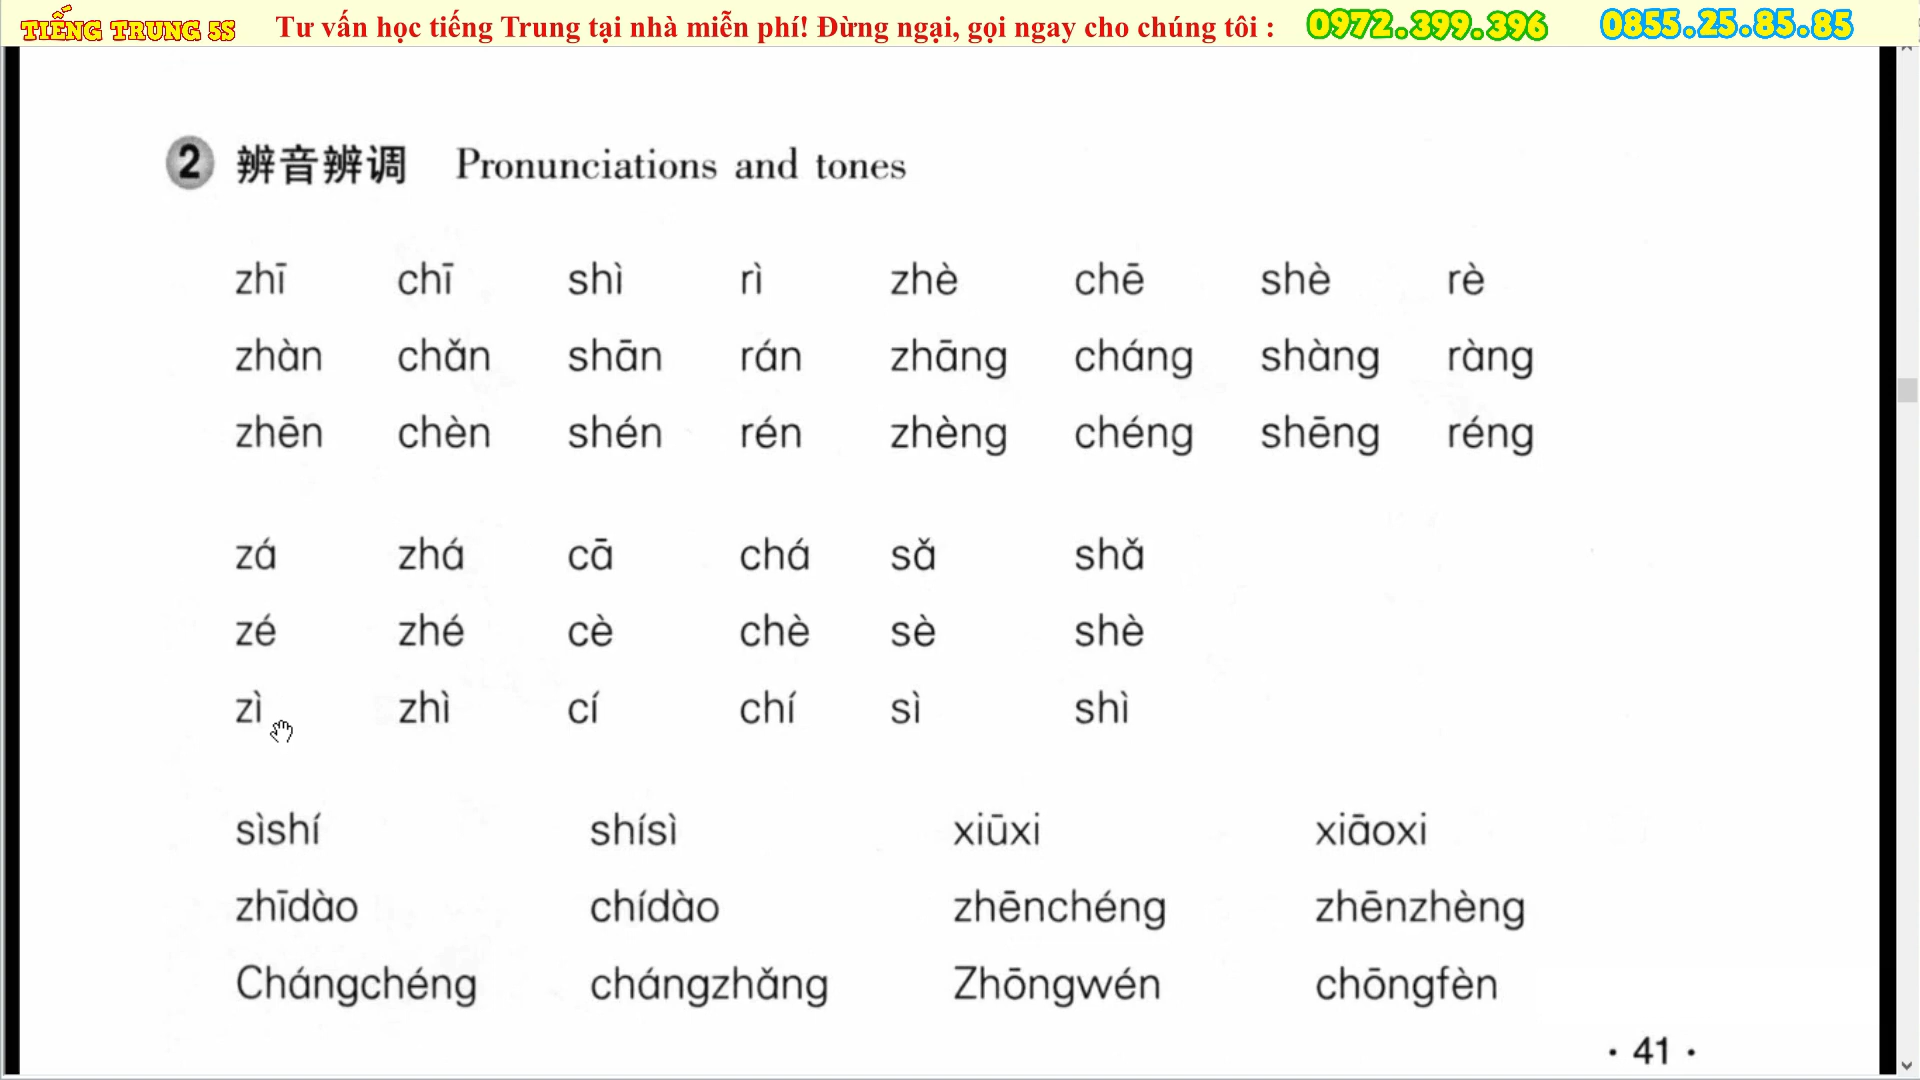 TIẾNG TRUNG 5S Tư vấn học tiếng Trung tại nhà miễn phí! Đừng ngại, gọi ngay cho chúng tôi : 0972.399.396 0855.25.85.85
2 辨音辨调 Pronunciations and tones
zhī chī shì rì zhè chē shè rè
zhàn chǎn shān rán zhāng cháng shàng ràng
zhēn chèn shén rén zhèng chéng shēng réng
zá zhá cā chá sǎ shǎ
zé zhé cè chè sè shè
zì zhì cí chí sì shì
sìshí shísì xiūxi xiāoxi
zhīdào chídào zhēnchéng zhēnzhèng
Chángchéng chángzhǎng Zhōngwén chōngfèn
· 41 ·